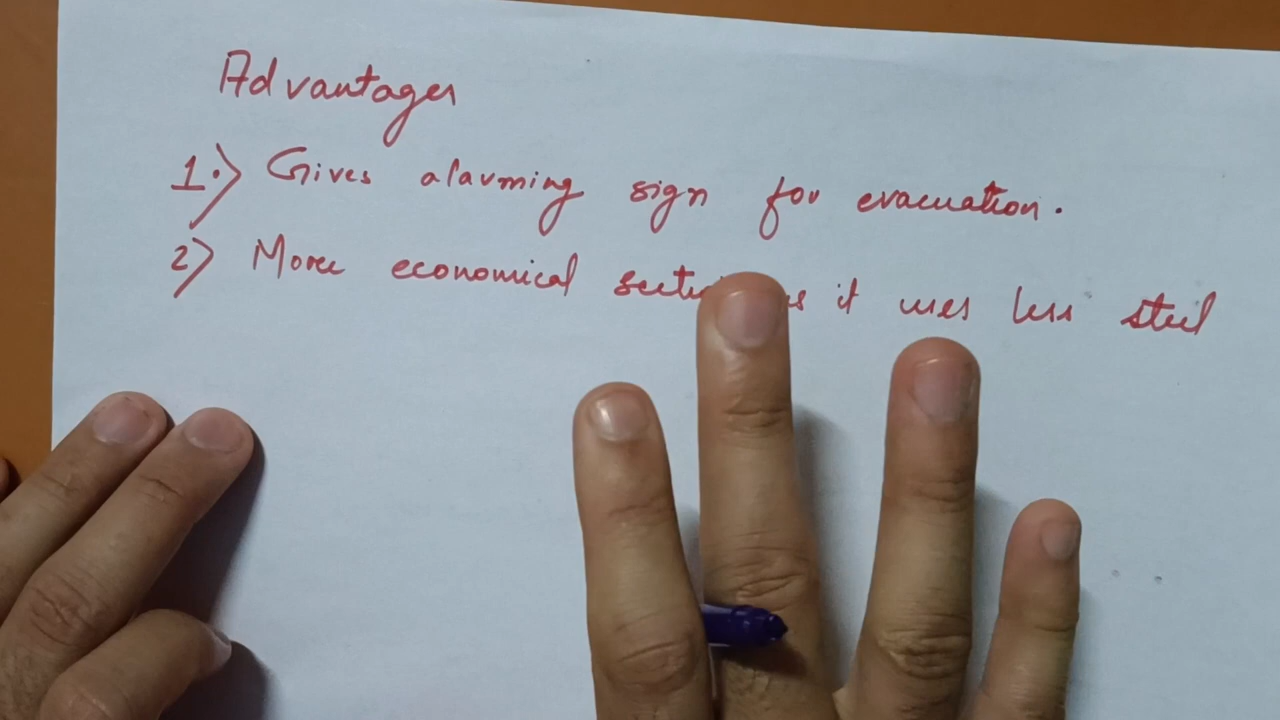 Advantages
1.) Gives alarming sign for evacuation.
2) More economical it uses less steel